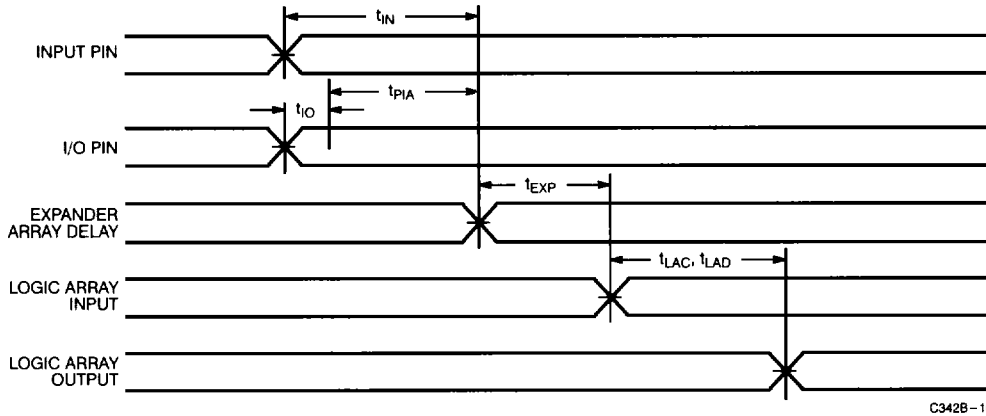 t_IN
INPUT PIN
t_PIA
t_IO
I/O PIN
t_EXP
EXPANDER
ARRAY DELAY
t_LAC, t_LAD
LOGIC ARRAY
INPUT
LOGIC ARRAY
OUTPUT
C342B-1